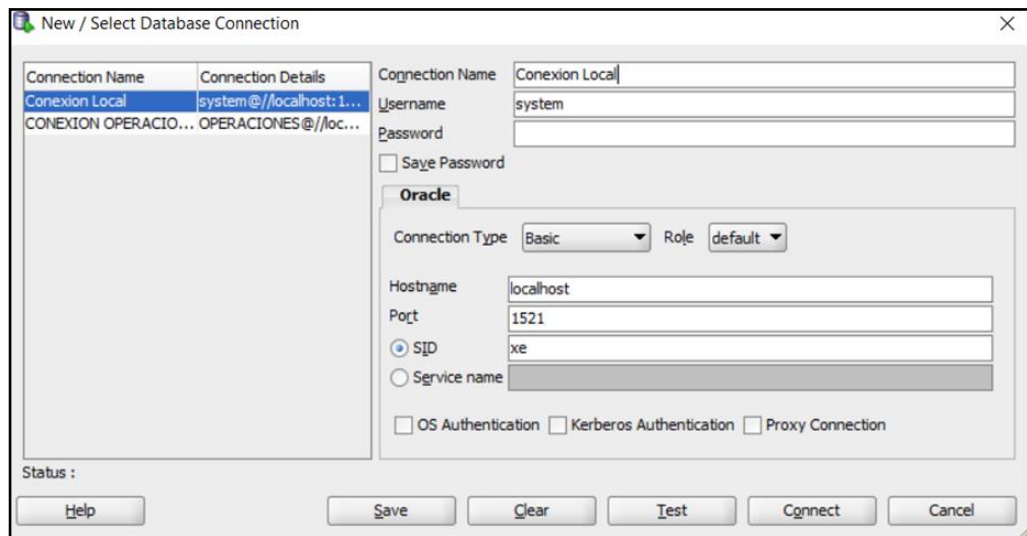 New / Select Database Connection
Connection Name Connection Details
Conexion Local system@//localhost:1...
CONEXION OPERACIO... OPERACIONES@//loc...
Connection Name Conexion Local
Username system
Password
Save Password
Oracle
Connection Type Basic Role default
Hostname localhost
Port 1521
SID xe
Service name
OS Authentication Kerberos Authentication Proxy Connection
Status :
Help Save Clear Test Connect Cancel